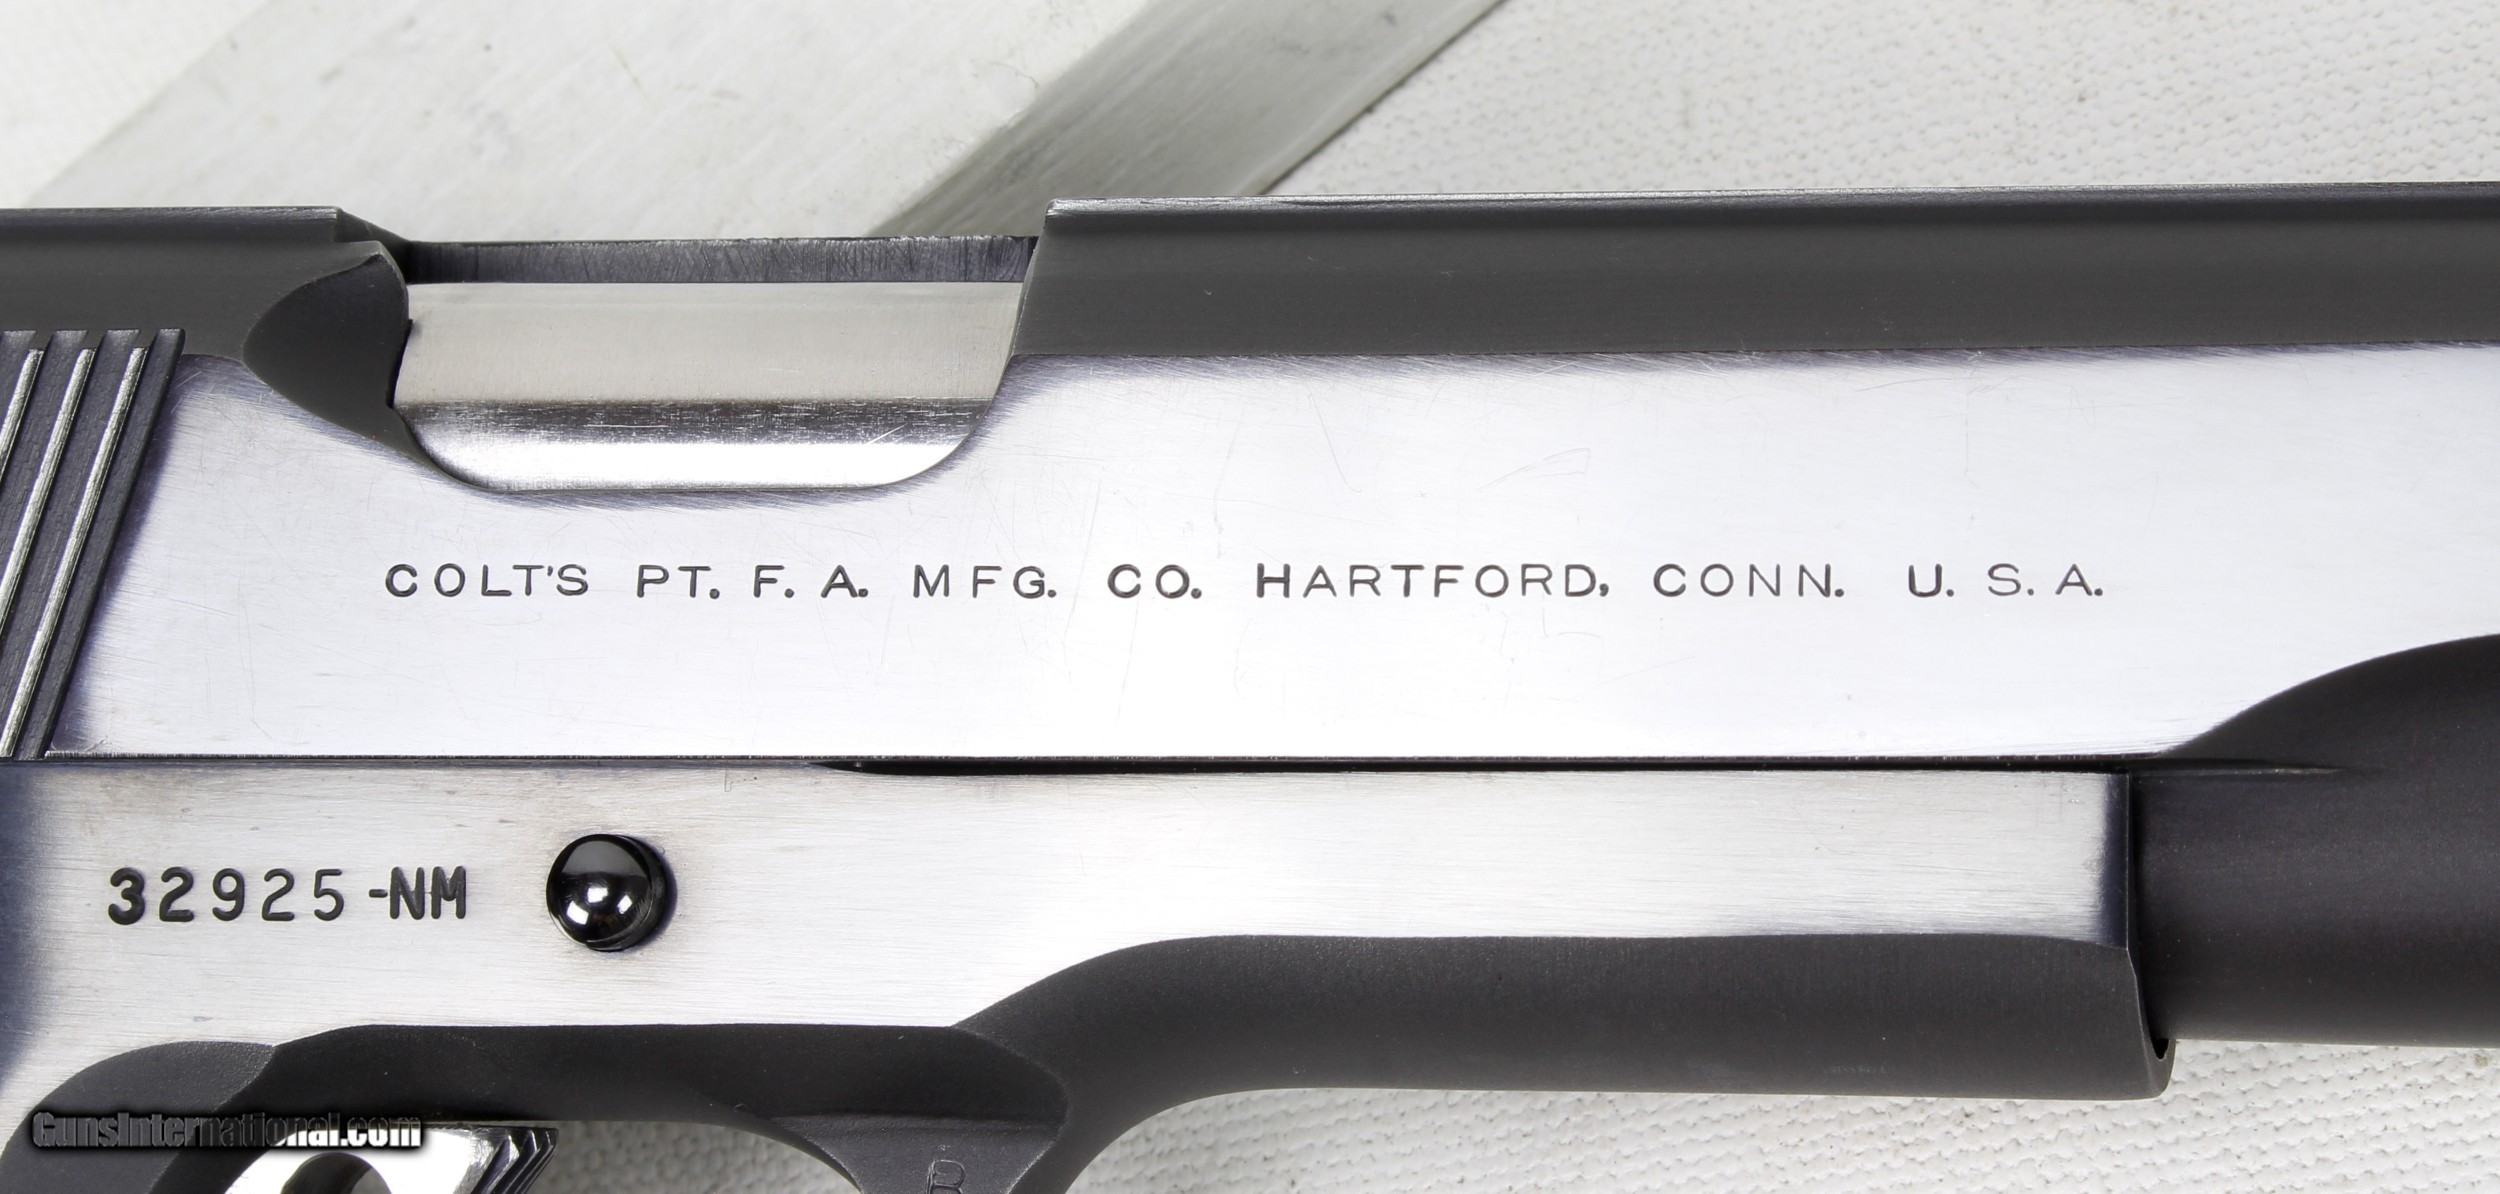 COLT'S PT. F. A. MFG. CO. HARTFORD, CONN. U. S. A.
32925-NM
GunsInternational.com
B